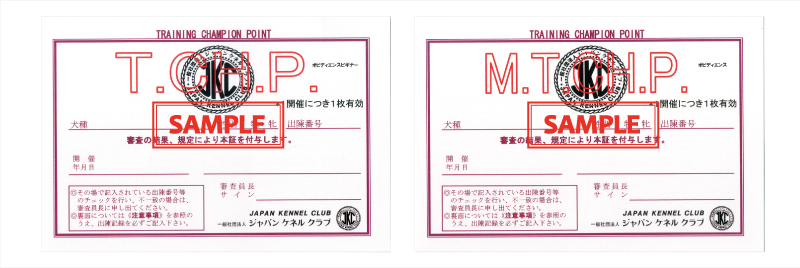 TRAINING CHAMPION POINT
T.CH.P.
オビディエンスビギナー
JKC
JAPAN KENNEL CLUB
開催につき1枚有効
SAMPLE
犬種
牝 出陳番号
審査の結果、規定により本証を付与します。
開 催
年月日
審査員長
サ イ ン
◎その場で記入されている出陳番号等
のチェックを行い、不一致の場合は、
審査員長に申し出てください。
◎裏面については《注意事項》を参照の
うえ、出陳記録を必ずご記入下さい。
JAPAN KENNEL CLUB
一般社団法人 ジャパン ケネル クラブ
JKC
TRAINING CHAMPION POINT
M.T.CH.P.
オビディエンス
JKC
JAPAN KENNEL CLUB
開催につき1枚有効
SAMPLE
犬種
牝 出陳番号
審査の結果、規定により本証を付与します。
開 催
年月日
審査員長
サ イ ン
◎その場で記入されている出陳番号等
のチェックを行い、不一致の場合は、
審査員長に申し出てください。
◎裏面については《注意事項》を参照の
うえ、出陳記録を必ずご記入下さい。
JAPAN KENNEL CLUB
一般社団法人 ジャパン ケネル クラブ
JKC